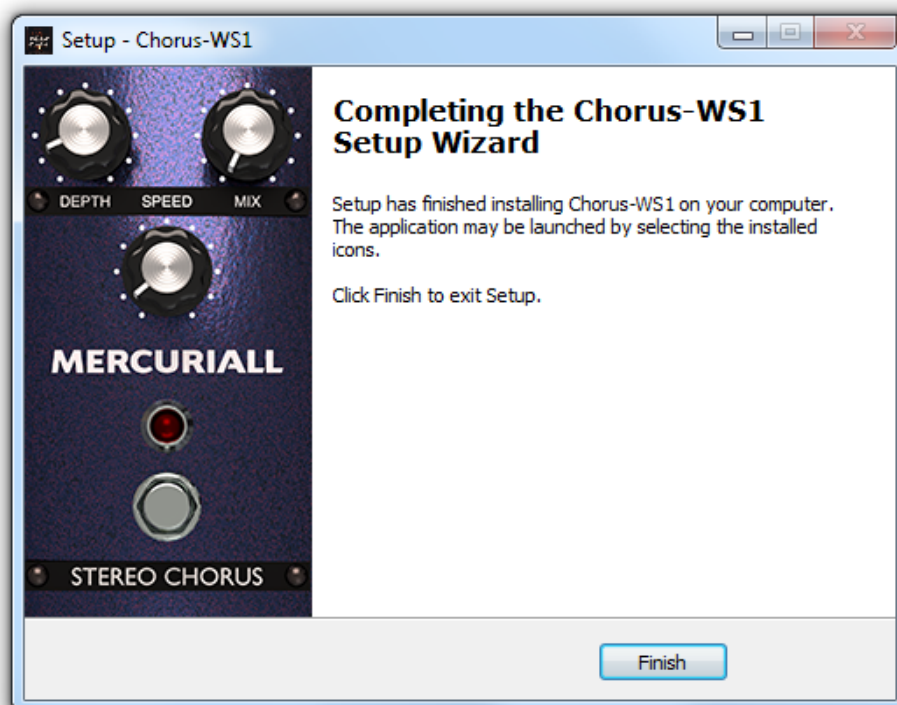 Setup - Chorus-WS1
DEPTH SPEED MIX
MERCURIALL
STEREO CHORUS
Completing the Chorus-WS1
Setup Wizard
Setup has finished installing Chorus-WS1 on your computer.
The application may be launched by selecting the installed
icons.
Click Finish to exit Setup.
Finish